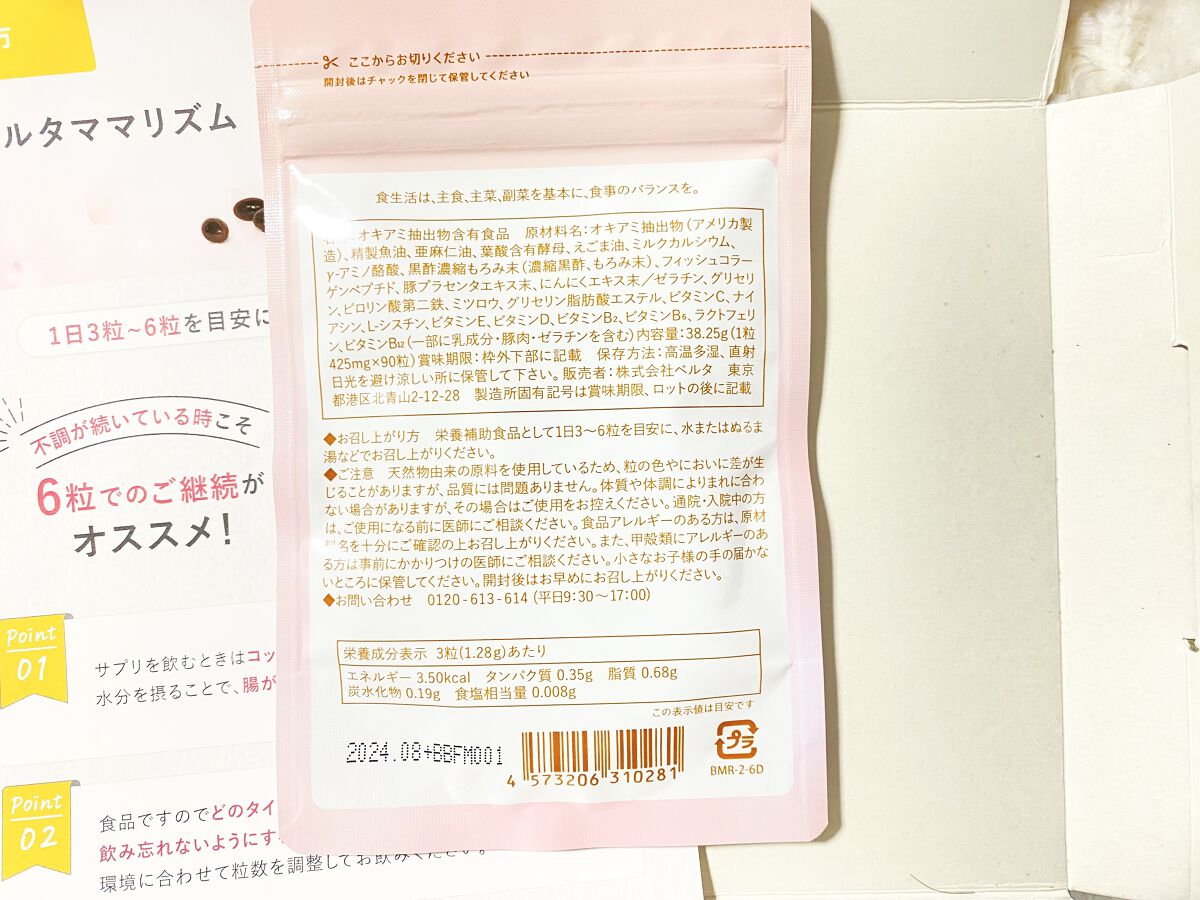 ルタママリズム
1日3粒~6粒を目安に
不調が続いている時こそ
6粒でのご継続が
オススメ!
Point
01
サプリを飲むときはコッ
水分を摂ることで、腸が
Point
02
食品ですのでどのタイ
飲み忘れないようにす
環境に合わせて粒数を調整してお飲みください。
ここからお切りください
開封後はチャックを閉じて保管してください
食生活は、主食、主菜、副菜を基本に、食事のバランスを。
オキアミ抽出物含有食品 原材料名:オキアミ抽出物(アメリカ製
造)、精製魚油、亜麻仁油、葉酸含有酵母、えごま油、ミルクカルシウム、
γ-アミノ酪酸、黒酢濃縮もろみ末(濃縮黒酢、もろみ末)、フィッシュコラー
ゲンペプチド、豚プラセンタエキス末、にんにくエキス末/ゼラチン、グリセリ
ン、ピロリン酸第二鉄、ミツロウ、グリセリン脂肪酸エステル、ビタミンC、ナイ
アシン、L-シスチン、ビタミンE、ビタミンD、ビタミンB2、ビタミンB6、ラクトフェリ
ン、ビタミンB12(一部に乳成分・豚肉・ゼラチンを含む)内容量:38.25g(1粒
425mg×90粒)賞味期限:枠外下部に記載 保存方法:高温多湿、直射
日光を避け涼しい所に保管して下さい。販売者:株式会社ベルタ 東京
都港区北青山2-12-28 製造所固有記号は賞味期限、ロットの後に記載
◆お召し上がり方 栄養補助食品として1日3~6粒を目安に、水またはぬるま
湯などでお召し上がりください。
◆ご注意 天然物由来の原料を使用しているため、粒の色やにおいに差が生
じることがありますが、品質には問題ありません。体質や体調によりまれに合わ
ない場合がありますが、その場合はご使用をお控えください。通院・入院中の方
は、ご使用になる前に医師にご相談ください。食品アレルギーのある方は、原材
料名を十分にご確認の上お召し上がりください。また、甲殻類にアレルギーのあ
る方は事前にかかりつけの医師にご相談ください。小さなお子様の手の届かな
いところに保管してください。開封後はお早めにお召し上がりください。
◆お問い合わせ 0120-613-614 (平日9:30~17:00)
栄養成分表示 3粒(1.28g)あたり
エネルギー 3.50kcal タンパク質 0.35g 脂質 0.68g
炭水化物 0.19g 食塩相当量 0.008g
この表示値は目安です
2024.08+BBFM001
4 573206 310281
プラ
BMR-2-6D